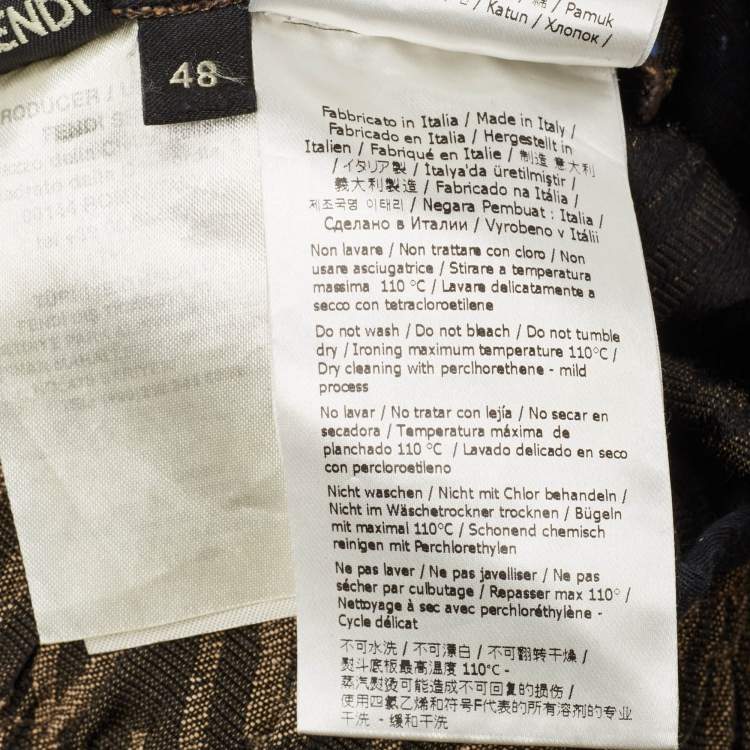 ENDI
48
/ 綿 / Pamuk
/ Katun / Хлопок /
RODUCER /
FENDI S
00134
TÜRKİYE
Fabbricato in Italia / Made in Italy /
Fabricado en Italia / Hergestellt in
Italien / Fabriqué en Italie / 制造 意大利
/ イタリア製 / Italya'da üretilmiştir /
義大利製造 / Fabricado na Itália /
제조국명 이태리 / Negara Pembuat : Italia /
Сделано в Италии / Vyrobeno v Itálii
Non lavare / Non trattare con cloro / Non
usare asciugatrice / Stirare a temperatura
massima 110 °C / Lavare delicatamente a
secco con tetracloroetilene
Do not wash / Do not bleach / Do not tumble
dry / Ironing maximum temperature 110°C /
Dry cleaning with perclhorethene - mild
process
No lavar / No tratar con lejía / No secar en
secadora / Temperatura máxima de
planchado 110 °C / Lavado delicado en seco
con percloroetileno
Nicht waschen / Nicht mit Chlor behandeln /
Nicht im Wäschetrockner trocknen / Bügeln
mit maximal 110°C / Schonend chemisch
reinigen mit Perchlorethylen
Ne pas laver / Ne pas javelliser / Ne pas
sécher par culbutage / Repasser max 110° /
Nettoyage à sec avec perchloréthylène -
Cycle délicat
不可水洗 / 不可漂白 / 不可翻转干燥 /
熨斗底板最高温度 110°C -
蒸汽熨烫可能造成不可回复的损伤 /
使用四氯乙烯和符号F代表的所有溶剂的专业
干洗 - 缓和干洗